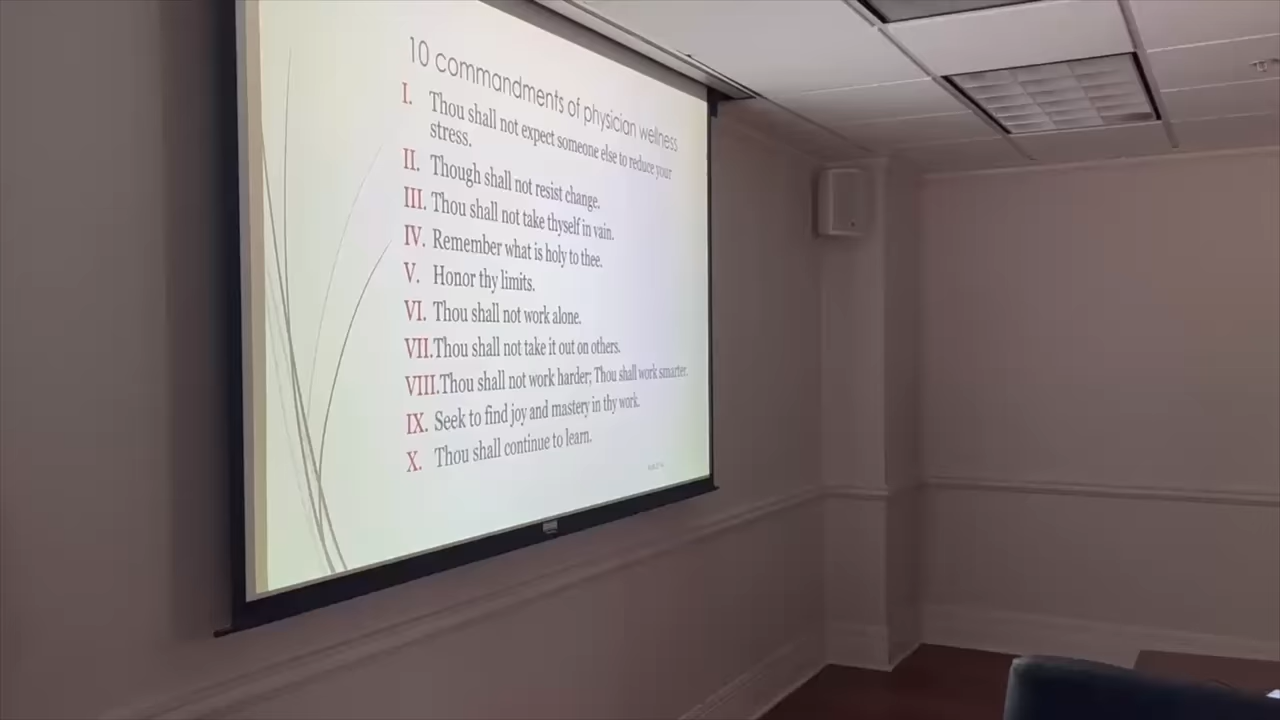 10 commandments of physician wellness
I. Thou shall not expect someone else to reduce your
stress.
II. Though shall not resist change.
III. Thou shall not take thyself in vain.
IV. Remember what is holy to thee.
V. Honor thy limits.
VI. Thou shall not work alone.
VII. Thou shall not take it out on others.
VIII. Thou shall not work harder; Thou shall work smarter.
IX. Seek to find joy and mastery in thy work.
X. Thou shall continue to learn.